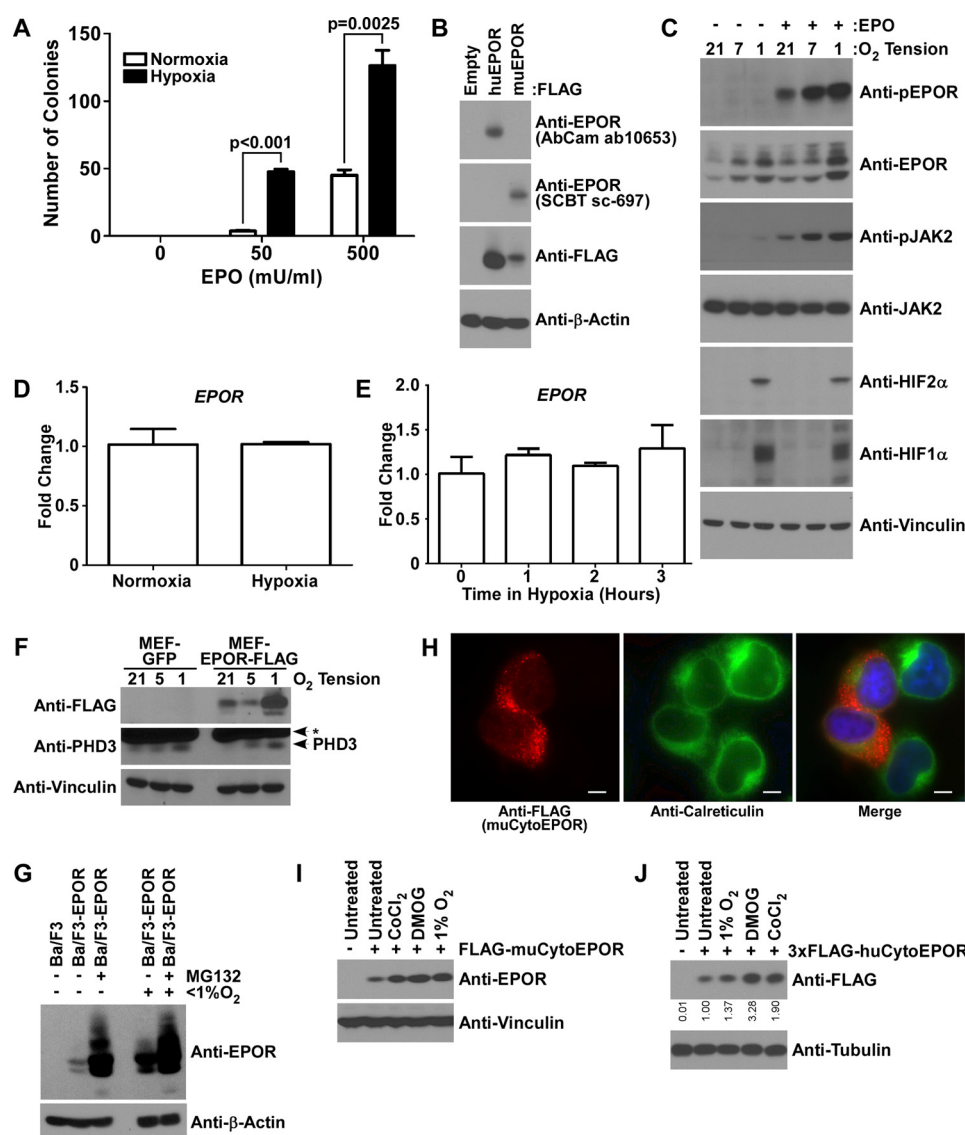 A
p=0.0025
Normoxia
Hypoxia
p<0.001
Number of Colonies
150
100
50
0
0 50 500
EPO (mU/ml)
B
Empty
huEPOR
muEPOR
:FLAG
Anti-EPOR
(AbCam ab10653)
Anti-EPOR
(SCBT sc-697)
Anti-FLAG
Anti-β-Actin
C
- - - + + + :EPO
21 7 1 21 7 1 :O2 Tension
Anti-pEPOR
Anti-EPOR
Anti-pJAK2
Anti-JAK2
Anti-HIF2α
Anti-HIF1α
Anti-Vinculin
D
EPOR
Fold Change
1.5
1.0
0.5
0
Normoxia Hypoxia
E
EPOR
Fold Change
2.0
1.5
1.0
0.5
0
0 1 2 3
Time in Hypoxia (Hours)
F
MEF-
GFP
MEF-
EPOR-FLAG
21 5 1 21 5 1 O2 Tension
Anti-FLAG
*
Anti-PHD3
PHD3
Anti-Vinculin
H
Anti-FLAG
(muCytoEPOR)
Anti-Calreticulin
Merge
G
Ba/F3
Ba/F3-EPOR
Ba/F3-EPOR
Ba/F3-EPOR
Ba/F3-EPOR
- - + - + MG132
- - - + + <1%O2
Anti-EPOR
Anti-β-Actin
I
Untreated
Untreated
CoCl2
DMOG
1% O2
- + + + + FLAG-muCytoEPOR
Anti-EPOR
Anti-Vinculin
J
Untreated
Untreated
1% O2
DMOG
CoCl2
- + + + + 3xFLAG-huCytoEPOR
Anti-FLAG
0.01
1.00
1.37
3.28
1.90
Anti-Tubulin